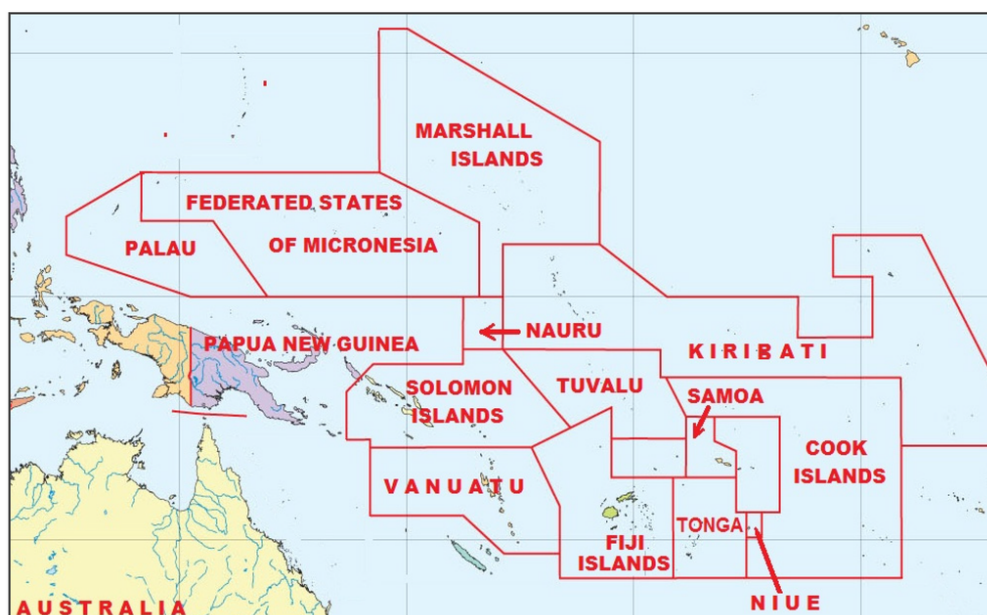 MARSHALL
ISLANDS
FEDERATED STATES
OF MICRONESIA
PALAU
PAPUA NEW GUINEA
NAURU
KIRIBATI
SOLOMON
ISLANDS
TUVALU
SAMOA
COOK
ISLANDS
VANUATU
TONGA
FIJI
ISLANDS
NIUE
AUSTRALIA